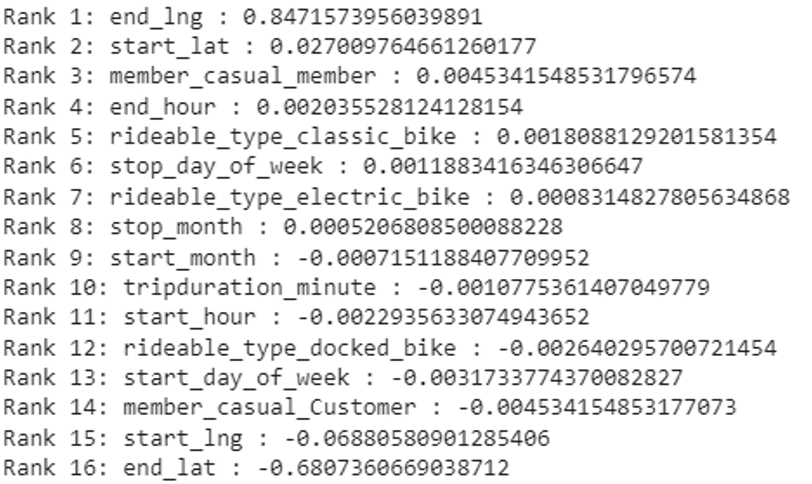 Rank 1: end_lng : 0.8471573956039891
Rank 2: start_lat : 0.027009764661260177
Rank 3: member_casual_member : 0.0045341548531796574
Rank 4: end_hour : 0.002035528124128154
Rank 5: rideable_type_classic_bike : 0.0018088129201581354
Rank 6: stop_day_of_week : 0.0011883416346306647
Rank 7: rideable_type_electric_bike : 0.0008314827805634868
Rank 8: stop_month : 0.0005206808500088228
Rank 9: start_month : -0.0007151188407709952
Rank 10: tripduration_minute : -0.0010775361407049779
Rank 11: start_hour : -0.0022935633074943652
Rank 12: rideable_type_docked_bike : -0.002640295700721454
Rank 13: start_day_of_week : -0.0031733774370082827
Rank 14: member_casual_Customer : -0.004534154853177073
Rank 15: start_lng : -0.06880580901285406
Rank 16: end_lat : -0.6807360669038712